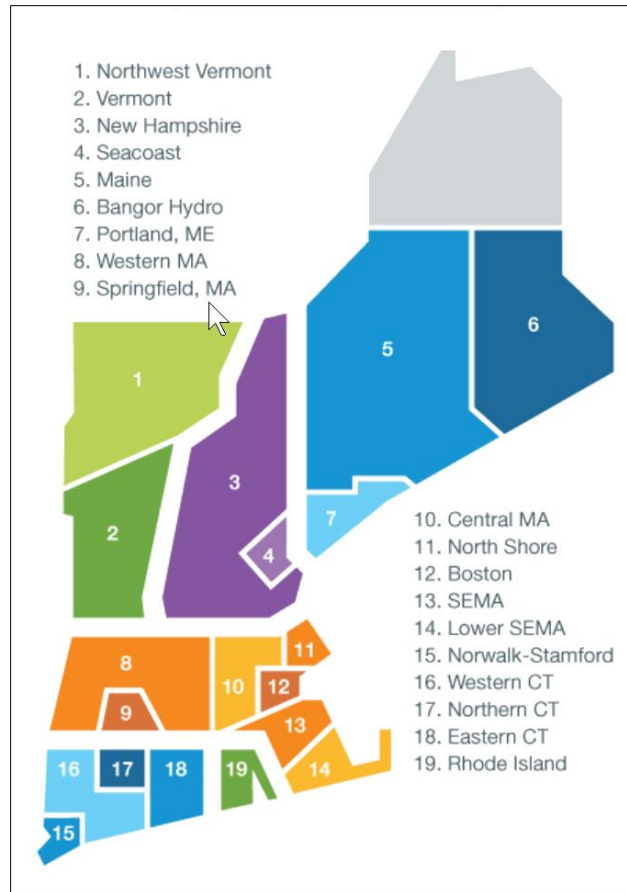 1. Northwest Vermont
2. Vermont
3. New Hampshire
4. Seacoast
5. Maine
6. Bangor Hydro
7. Portland, ME
8. Western MA
9. Springfield, MA
1
2
3
4
5
6
7
10. Central MA
11. North Shore
12. Boston
13. SEMA
14. Lower SEMA
15. Norwalk-Stamford
16. Western CT
17. Northern CT
18. Eastern CT
19. Rhode Island
8
9
10
11
12
13
14
16
17
18
19
15